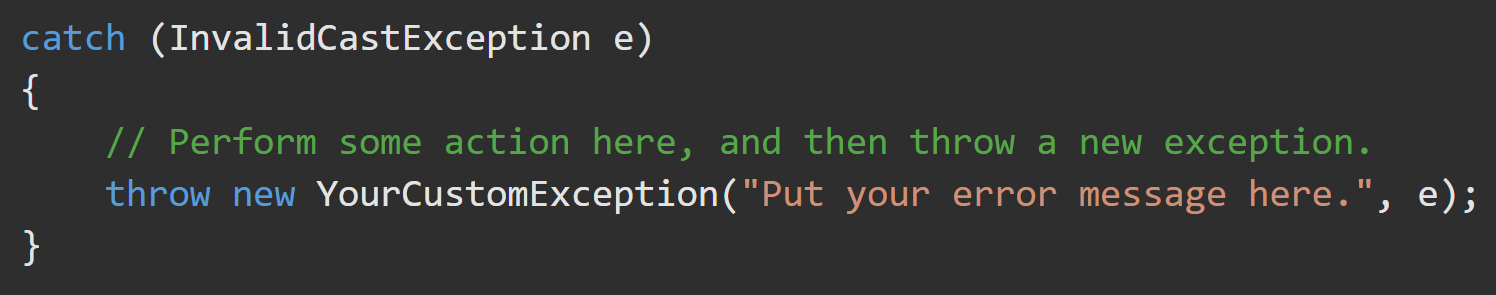 catch (InvalidCastException e)
{
    // Perform some action here, and then throw a new exception.
    throw new YourCustomException("Put your error message here.", e);
}